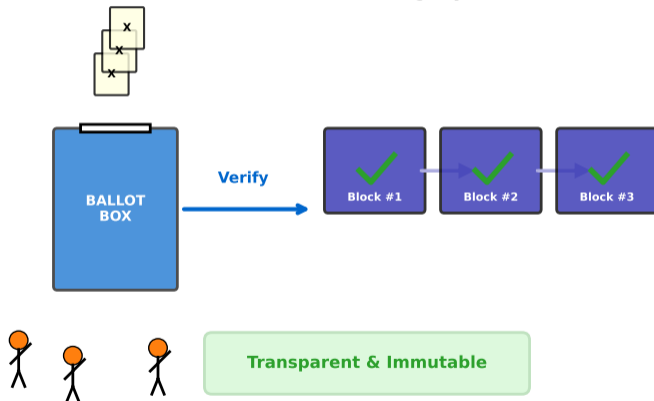 x
x
x
BALLOT
BOX
Verify
Block #1
Block #2
Block #3
Transparent & Immutable